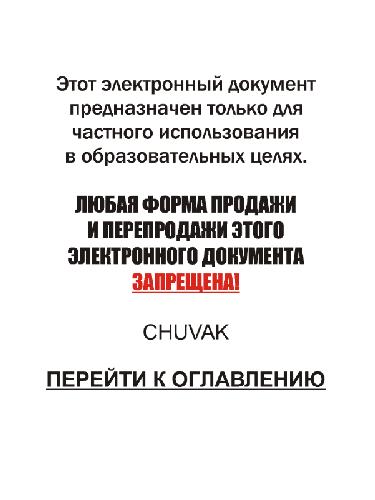 Этот электронный документ
предназначен только для
частного использования
в образовательных целях.
ЛЮБАЯ ФОРМА ПРОДАЖИ
И ПЕРЕПРОДАЖИ ЭТОГО
ЭЛЕКТРОННОГО ДОКУМЕНТА
ЗАПРЕЩЕНА!
CHUVAK
ПЕРЕЙТИ К ОГЛАВЛЕНИЮ